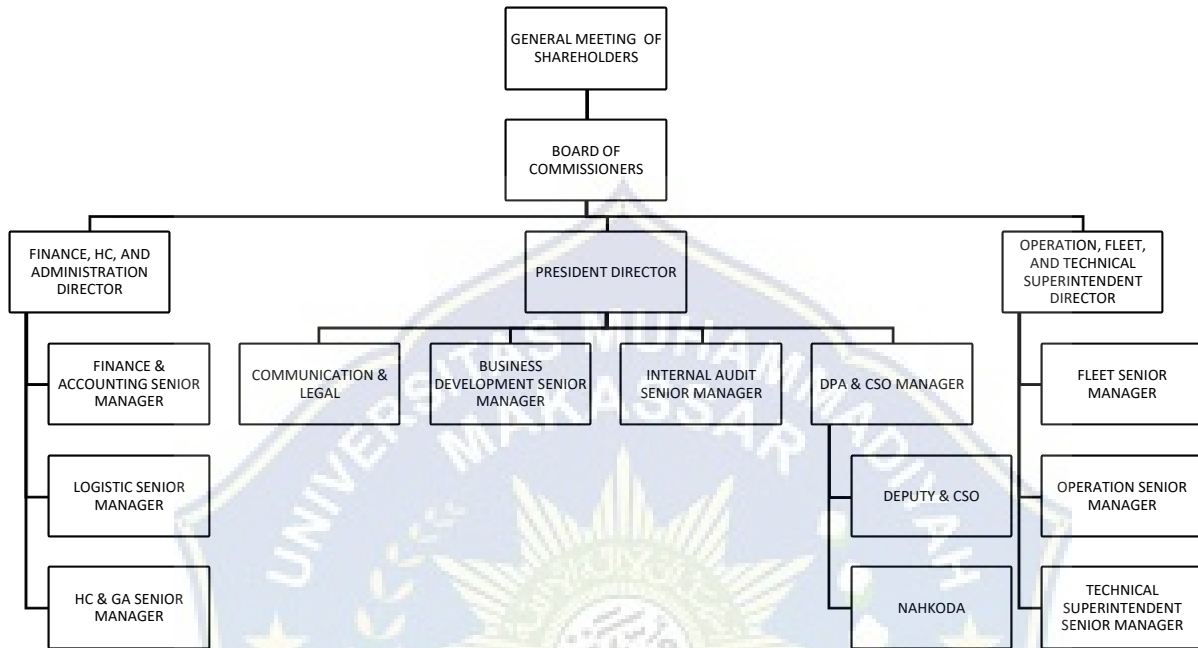 GENERAL MEETING OF
SHAREHOLDERS
BOARD OF
COMMISSIONERS
FINANCE, HC, AND
ADMINISTRATION
DIRECTOR
PRESIDENT DIRECTOR
OPERATION, FLEET,
AND TECHNICAL
SUPERINTENDENT
DIRECTOR
FINANCE &
ACCOUNTING SENIOR
MANAGER
COMMUNICATION &
LEGAL
BUSINESS
DEVELOPMENT SENIOR
MANAGER
INTERNAL AUDIT
SENIOR MANAGER
DPA & CSO MANAGER
FLEET SENIOR
MANAGER
LOGISTIC SENIOR
MANAGER
DEPUTY & CSO
OPERATION SENIOR
MANAGER
HC & GA SENIOR
MANAGER
NAHKODA
TECHNICAL
SUPERINTENDENT
SENIOR MANAGER
UNIVERSITAS MUHAMMADIYAH
MAKASSAR